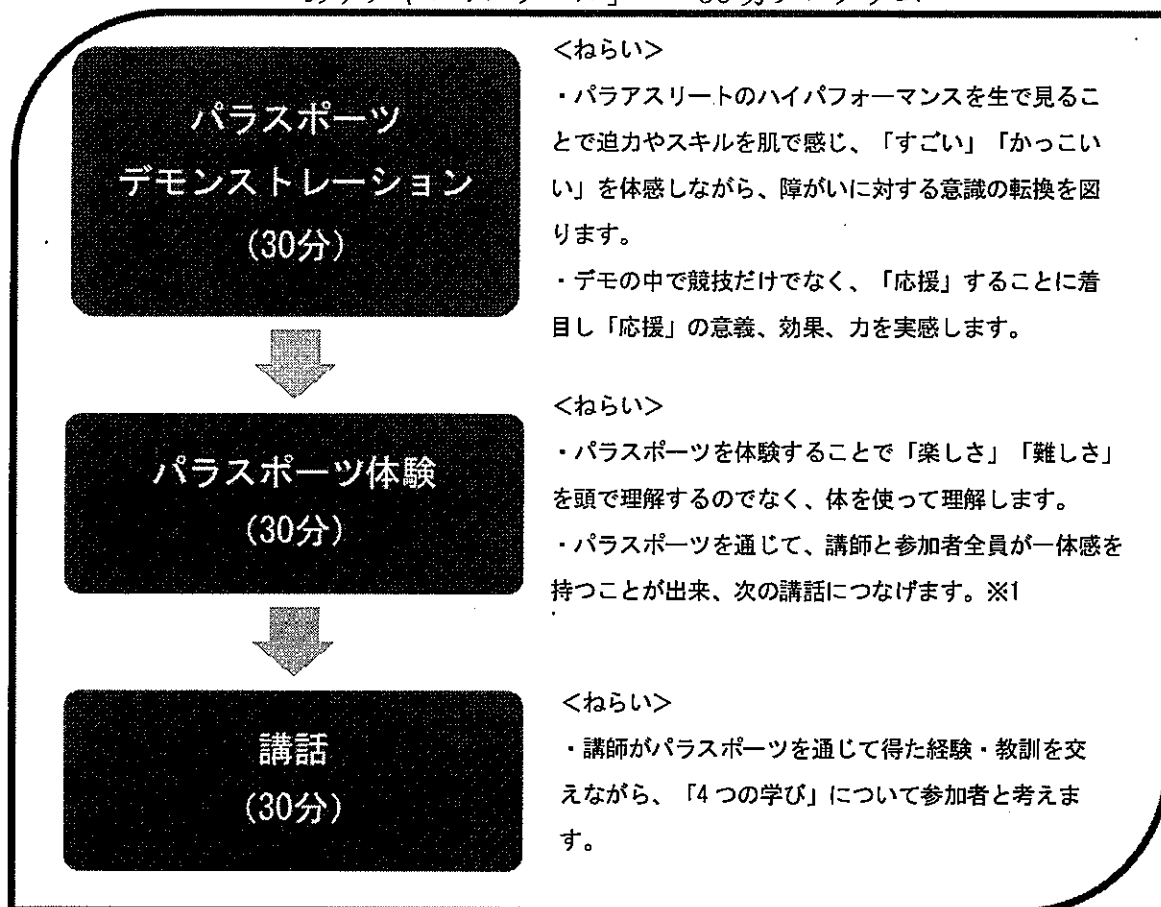 パラスポーツ
デモンストレーション
(30分)
＜ねらい＞
・パラアスリートのハイパフォーマンスを生で見るこ
とで迫力やスキルを肌で感じ、「すごい」「かっこい
い」を体感しながら、障がいに対する意識の転換を図
ります。
・デモの中で競技だけでなく、「応援」することに着
目し「応援」の意義、効果、力を実感します。
パラスポーツ体験
(30分)
＜ねらい＞
・パラスポーツを体験することで「楽しさ」「難しさ」
を頭で理解するのでなく、体を使って理解します。
・パラスポーツを通じて、講師と参加者全員が一体感を
持つことが出来、次の講話につなげます。※1
講話
(30分)
＜ねらい＞
・講師がパラスポーツを通じて得た経験・教訓を交
えながら、「4つの学び」について参加者と考えま
す。